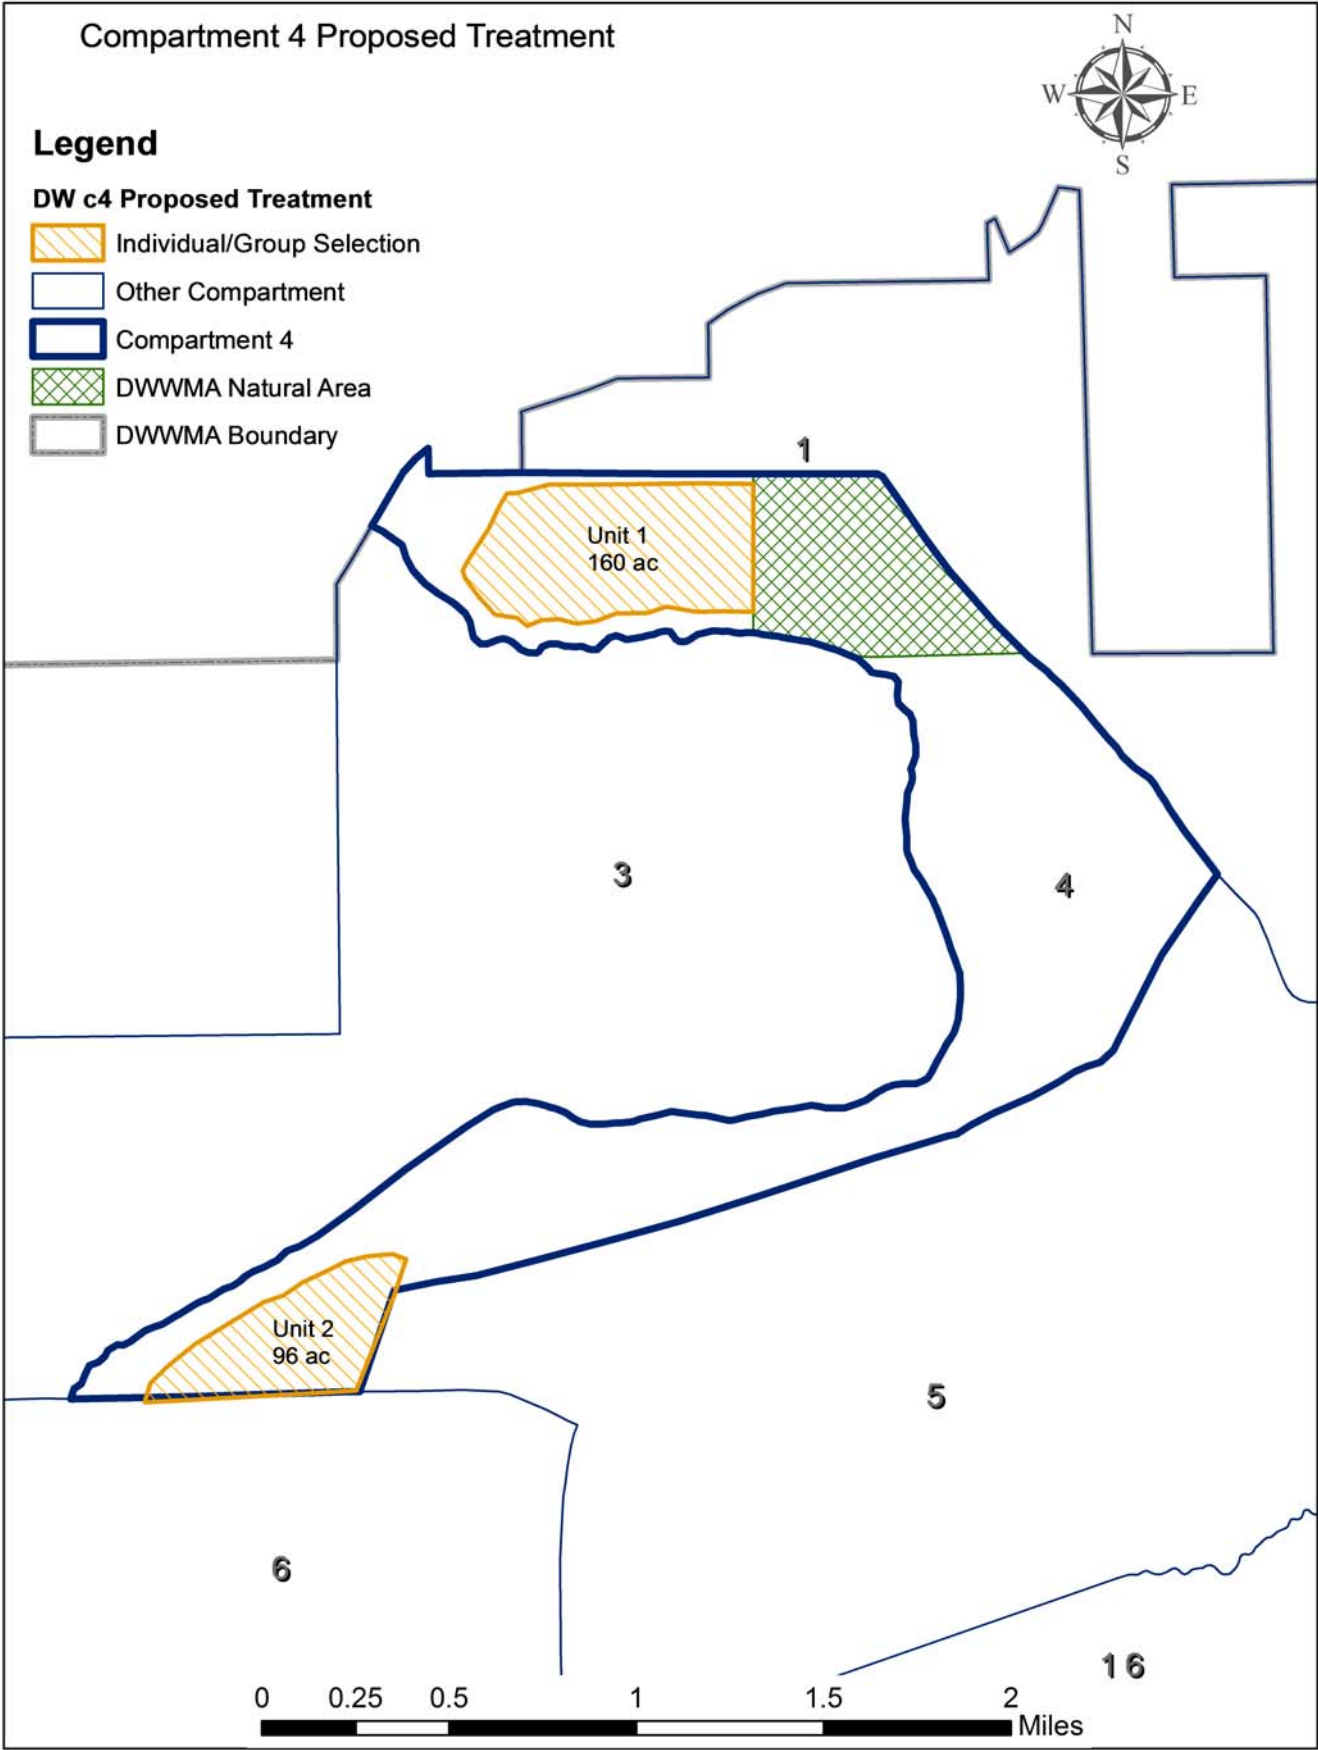 Compartment 4 Proposed Treatment
N
W E
S
Legend
DW c4 Proposed Treatment
Individual/Group Selection
Other Compartment
Compartment 4
DWWMA Natural Area
DWWMA Boundary
1
Unit 1
160 ac
3
4
Unit 2
96 ac
5
6
16
0 0.25 0.5 1 1.5 2
Miles